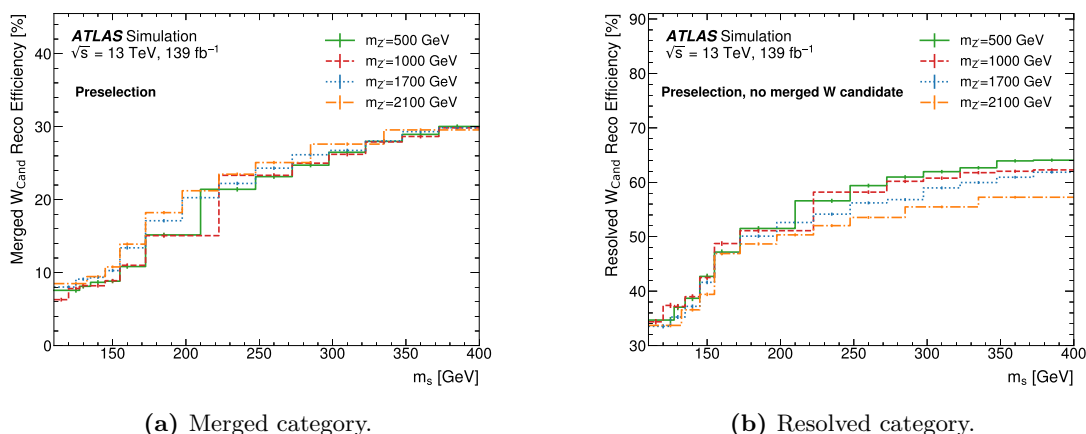 Merged W_Cand Reco Efficiency [%]
ATLAS Simulation
√s = 13 TeV, 139 fb⁻¹
Preselection
m_Z'=500 GeV
m_Z'=1000 GeV
m_Z'=1700 GeV
m_Z'=2100 GeV
40
30
20
10
0
150 200 250 300 350 400
m_s [GeV]
(a) Merged category.
Resolved W_Cand Reco Efficiency [%]
ATLAS Simulation
√s = 13 TeV, 139 fb⁻¹
Preselection, no merged W candidate
m_Z'=500 GeV
m_Z'=1000 GeV
m_Z'=1700 GeV
m_Z'=2100 GeV
90
80
70
60
50
40
30
150 200 250 300 350 400
m_s [GeV]
(b) Resolved category.